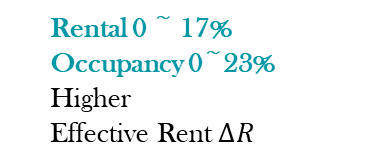 Rental 0 ~ 17%
Occupancy 0 ~ 23%
Higher
Effective Rent ΔR